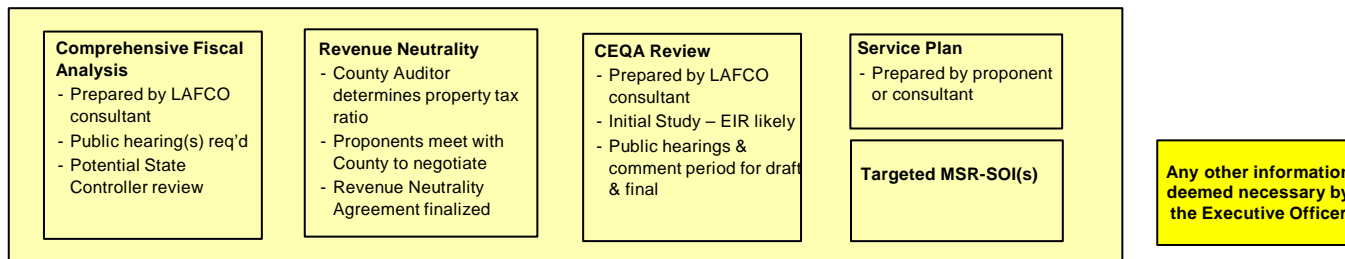 Comprehensive Fiscal
Analysis
- Prepared by LAFCO
consultant
- Public hearing(s) req'd
- Potential State
Controller review
Revenue Neutrality
- County Auditor
determines property tax
ratio
- Proponents meet with
County to negotiate
- Revenue Neutrality
Agreement finalized
CEQA Review
- Prepared by LAFCO
consultant
- Initial Study – EIR likely
- Public hearings &
comment period for draft
& final
Service Plan
- Prepared by proponent
or consultant
Targeted MSR-SOI(s)
Any other information
deemed necessary by
the Executive Officer